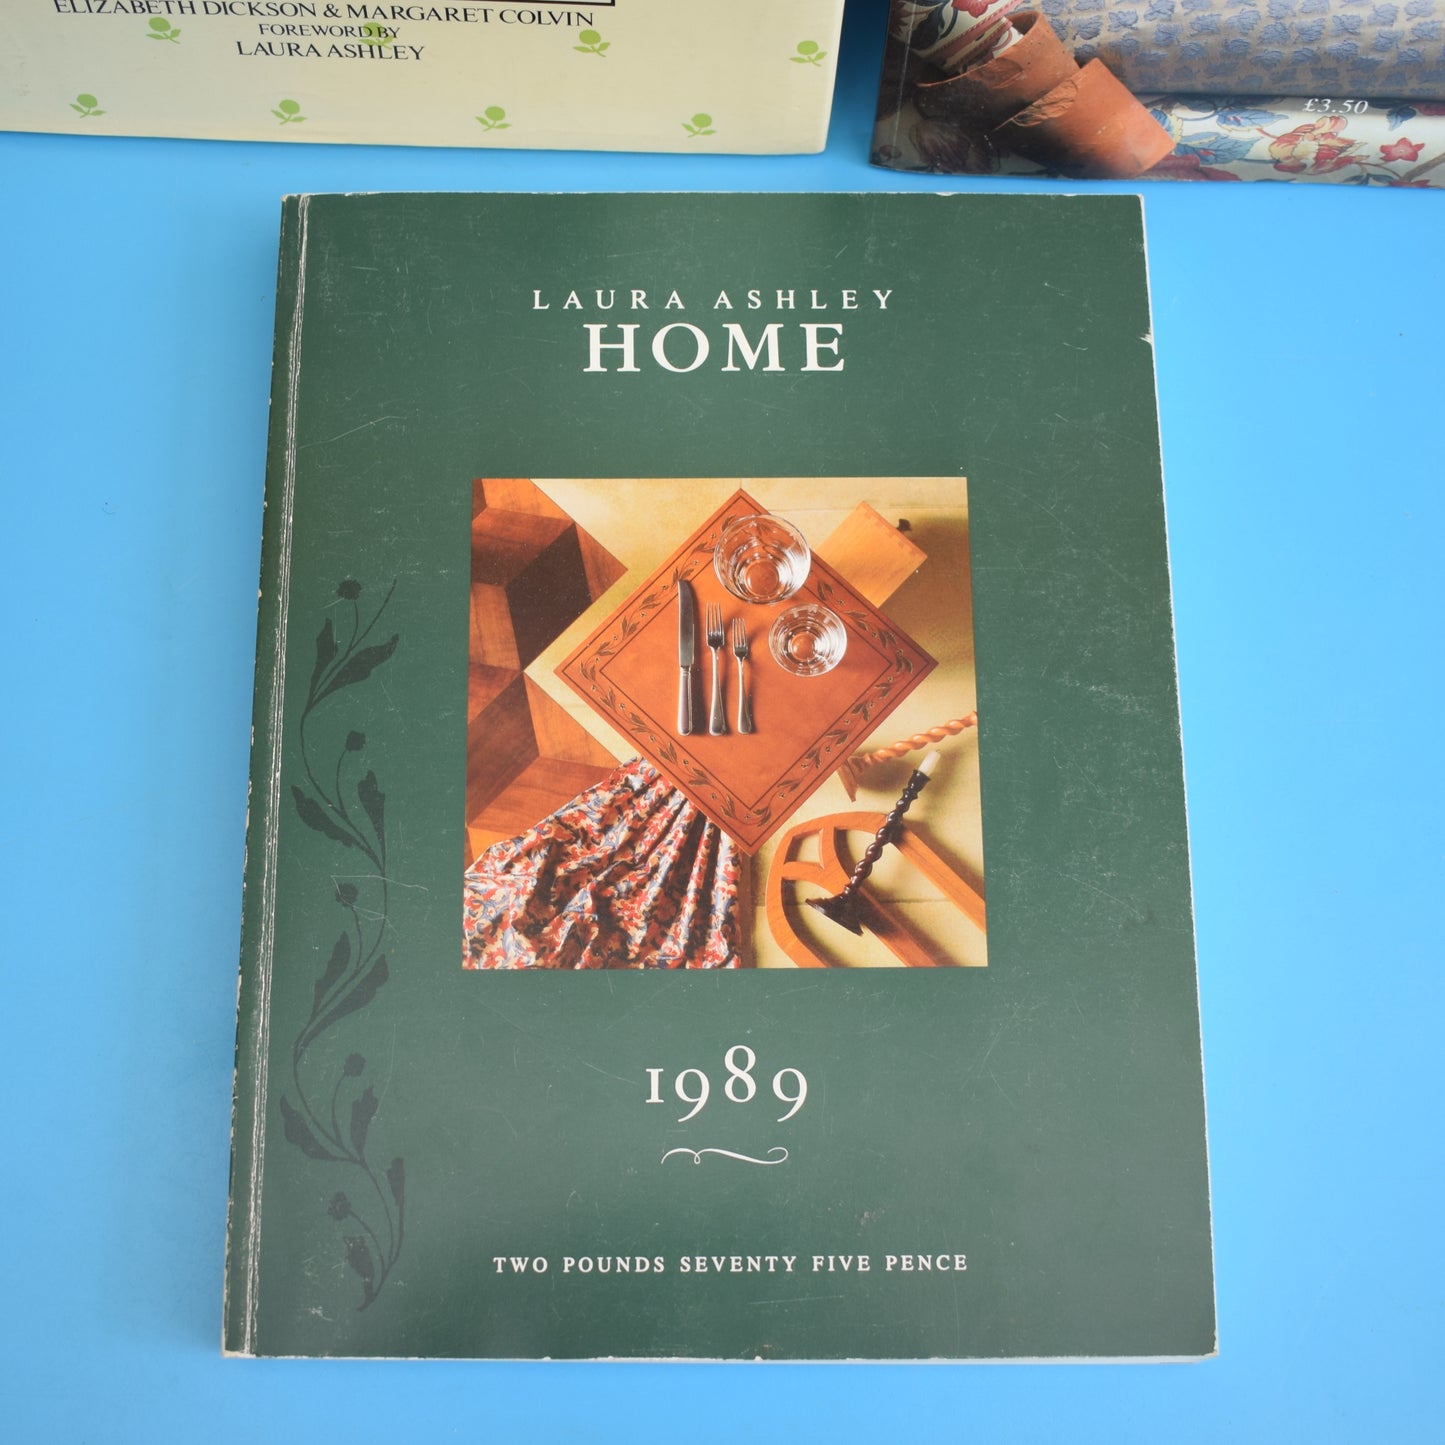 ELIZABETH DICKSON & MARGARET COLVIN
FOREWORD BY
LAURA ASHLEY
£3.50
LAURA ASHLEY
HOME
1989
TWO POUNDS SEVENTY FIVE PENCE